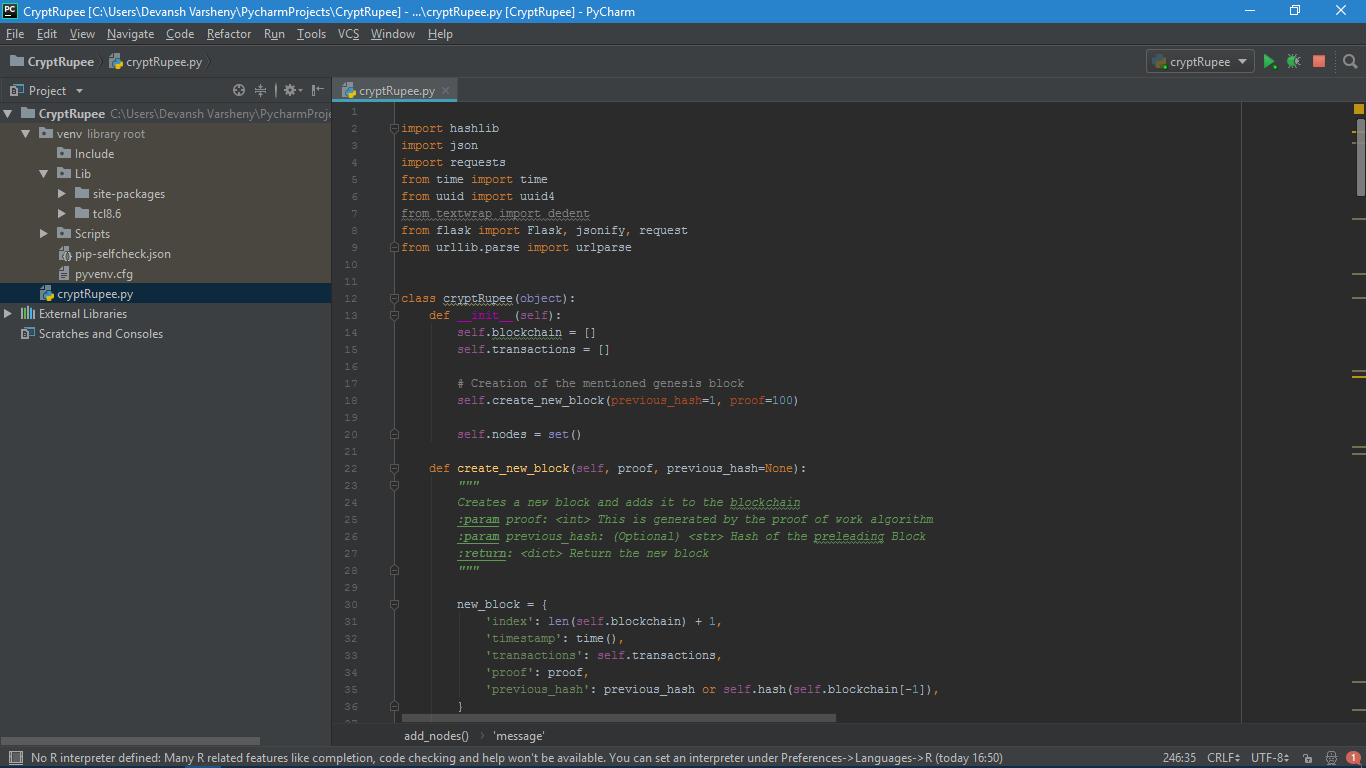 CryptRupee [C:\Users\Devansh Varsheny\PycharmProjects\CryptRupee] - ...\cryptRupee.py [CryptRupee] - PyCharm
File Edit View Navigate Code Refactor Run Tools VCS Window Help
CryptRupee cryptRupee.py cryptRupee
Project
CryptRupee C:\Users\Devansh Varsheny\PycharmProje
venv library root
Include
Lib
site-packages
tcl8.6
Scripts
pip-selfcheck.json
pyvenv.cfg
cryptRupee.py
External Libraries
Scratches and Consoles
cryptRupee.py
1
2 import hashlib
3 import json
4 import requests
5 from time import time
6 from uuid import uuid4
7 from textwrap import dedent
8 from flask import Flask, jsonify, request
9 from urllib.parse import urlparse
10
11
12 class cryptRupee(object):
13     def __init__(self):
14         self.blockchain = []
15         self.transactions = []
16
17         # Creation of the mentioned genesis block
18         self.create_new_block(previous_hash=1, proof=100)
19
20         self.nodes = set()
21
22     def create_new_block(self, proof, previous_hash=None):
23         """
24         Creates a new block and adds it to the blockchain
25         :param proof: <int> This is generated by the proof of work algorithm
26         :param previous_hash: (Optional) <str> Hash of the preleading Block
27         :return: <dict> Return the new block
28         """
29
30         new_block = {
31             'index': len(self.blockchain) + 1,
32             'timestamp': time(),
33             'transactions': self.transactions,
34             'proof': proof,
35             'previous_hash': previous_hash or self.hash(self.blockchain[-1]),
36         }
add_nodes() 'message'
No R interpreter defined: Many R related features like completion, code checking and help won't be available. You can set an interpreter under Preferences->Languages->R (today 16:50) 246:35 CRLF UTF-8 1